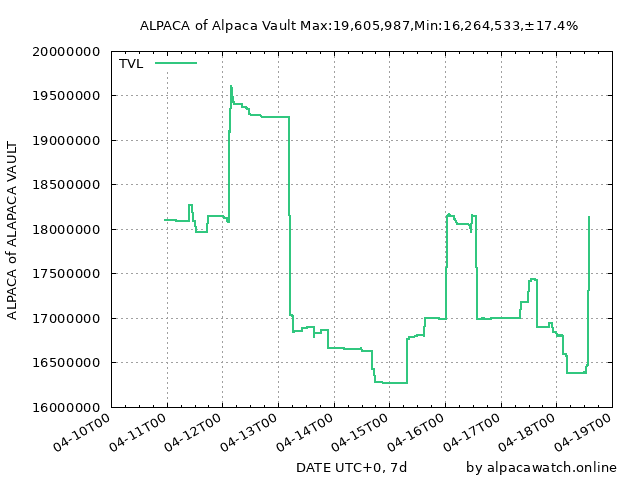 ALPACA of Alpaca Vault Max:19,605,987,Min:16,264,533,±17.4%
TVL
ALPACA of ALAPACA VAULT
20000000
19500000
19000000
18500000
18000000
17500000
17000000
16500000
16000000
04-10T00
04-11T00
04-12T00
04-13T00
04-14T00
04-15T00
04-16T00
04-17T00
04-18T00
04-19T00
DATE UTC+0, 7d
by alpacawatch.online